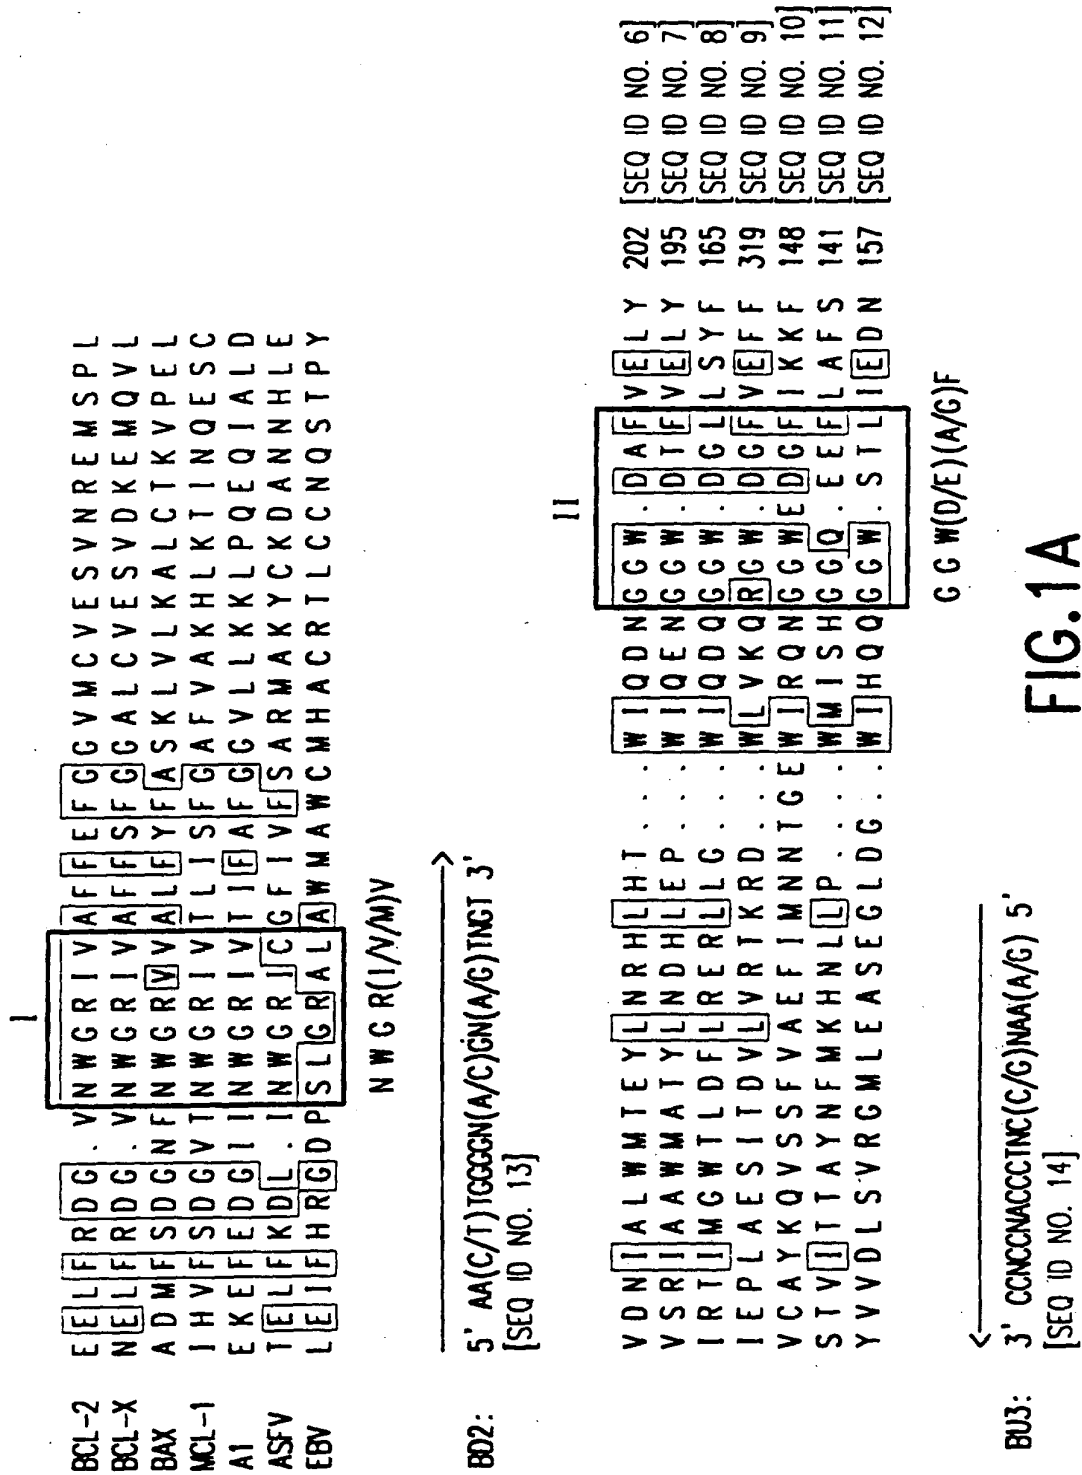 I
BCL-2 E E L F R D G . V N W G R I V A F F E F G G V M C V E S V N R E M S P L
BCL-X N E L F R D G . V N W G R I V A F F S F G G A L C V E S V D K E M Q V L
BAX A D M F S D G N F N W G R V V A L F Y F A S K L V L K A L C T K V P E L
MCL-1 I H V F S D G V T N W G R I V T L I S F G A F V A K H L K T I N Q E S C
A1 E K E F E D G I I N W G R I V T I F A F G G V L L K K L P Q E Q I A L D
ASFV T E L F K D L . I N W G R I C G F I V F S A R M A K Y C K D A N N H L E
EBV L E I F H R G D P S L G R A L A W M A W C M H A C R T L C C N Q S T P Y
N W G R(I/V/M)V
BD2: 5' AA(C/T)TGGGGN(A/C)GN(A/G)TNGT 3'
[SEQ ID NO. 13]
II
V D N I A L W M T E Y L N R H L H T . . . W I Q D N G G W . D A F V E L Y 202 [SEQ ID NO. 6]
V S R I A A W M A T Y L N D H L E P . . . W I Q E N G G W . D T F V E L Y 195 [SEQ ID NO. 7]
I R T I M G W T L D F L R E R L L G . . . W I Q D Q G G W . D G L L S Y F 165 [SEQ ID NO. 8]
I E P L A E S I T D V L V R T K R D . . . W L V K Q R G W . D G F V E F F 319 [SEQ ID NO. 9]
V C A Y K Q V S S F V A E F I M N N T G E W I R Q N G G W E D G F I K K F 148 [SEQ ID NO. 10]
S T V I T T A Y N F M K H N L L P . . . . W M I S H G G Q . E E F L A F S 141 [SEQ ID NO. 11]
Y V V D L S V R G M L E A S E G L D G . . W I H Q Q G G W . S T L I E D N 157 [SEQ ID NO. 12]
G G W(D/E)(A/G)F
BU3: 3' CCNCCNACCCTNC(C/G)NAA(A/G) 5'
[SEQ ID NO. 14]
FIG.1A